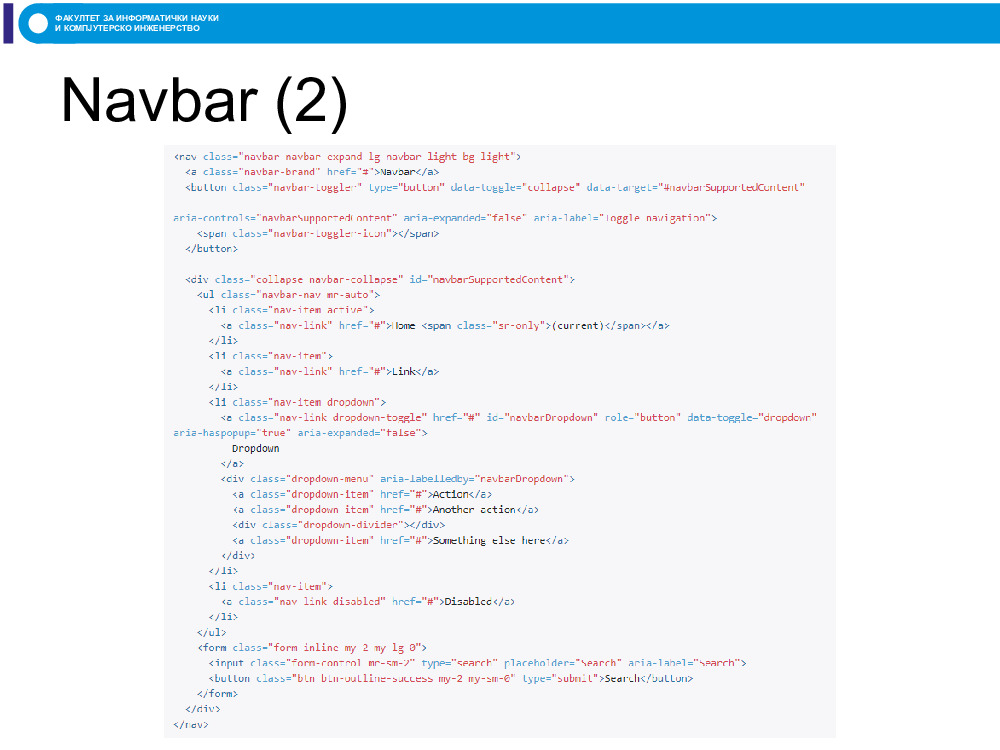 ФАКУЛТЕТ ЗА ИНФОРМАТИЧКИ НАУКИ
И КОМПЈУТЕРСКО ИНЖЕНЕРСТВО
Navbar (2)
<nav class="navbar navbar-expand-lg navbar-light bg-light">
<a class="navbar-brand" href="#">Navbar</a>
<button class="navbar-toggler" type="button" data-toggle="collapse" data-target="#navbarSupportedContent"
aria-controls="navbarSupportedContent" aria-expanded="false" aria-label="Toggle navigation">
<span class="navbar-toggler-icon"></span>
</button>
<div class="collapse navbar-collapse" id="navbarSupportedContent">
<ul class="navbar-nav mr-auto">
<li class="nav-item active">
<a class="nav-link" href="#">Home <span class="sr-only">(current)</span></a>
</li>
<li class="nav-item">
<a class="nav-link" href="#">Link</a>
</li>
<li class="nav-item dropdown">
<a class="nav-link dropdown-toggle" href="#" id="navbarDropdown" role="button" data-toggle="dropdown"
aria-haspopup="true" aria-expanded="false">
Dropdown
</a>
<div class="dropdown-menu" aria-labelledby="navbarDropdown">
<a class="dropdown-item" href="#">Action</a>
<a class="dropdown-item" href="#">Another action</a>
<div class="dropdown-divider"></div>
<a class="dropdown-item" href="#">Something else here</a>
</div>
</li>
<li class="nav-item">
<a class="nav-link disabled" href="#">Disabled</a>
</li>
</ul>
<form class="form-inline my-2 my-lg-0">
<input class="form-control mr-sm-2" type="search" placeholder="Search" aria-label="Search">
<button class="btn btn-outline-success my-2 my-sm-0" type="submit">Search</button>
</form>
</div>
</nav>